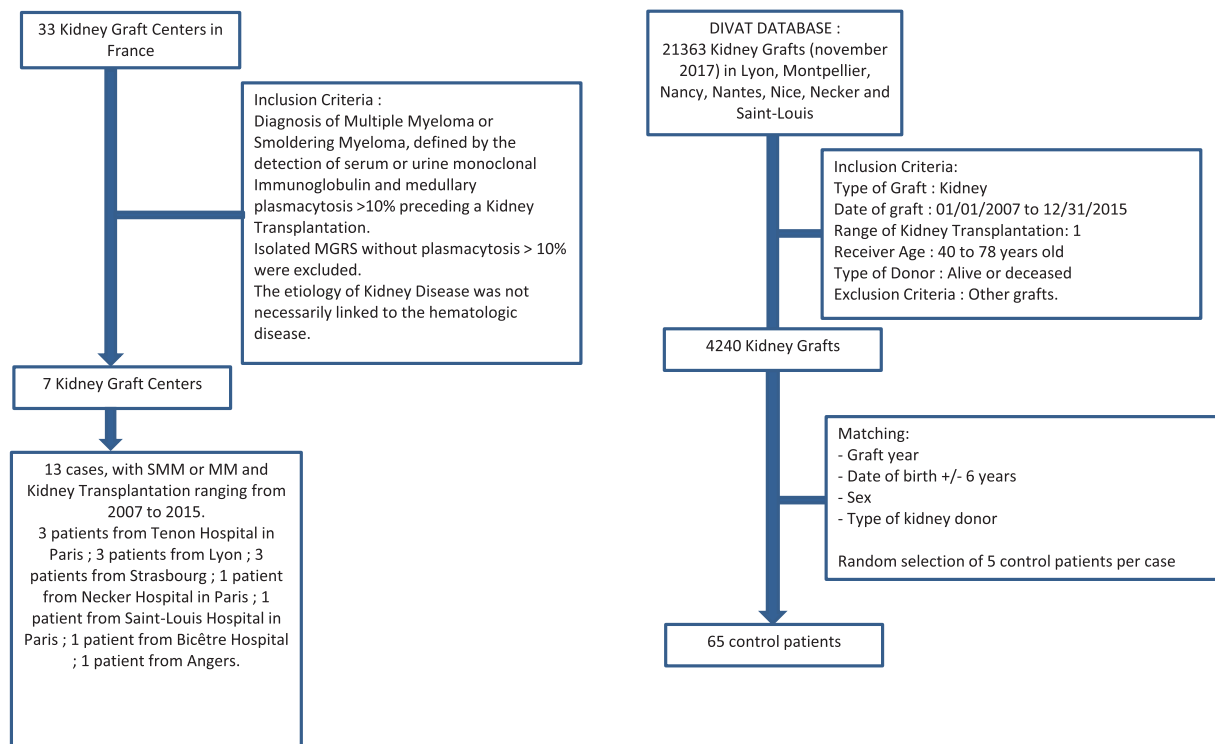 33 Kidney Graft Centers in
France
Inclusion Criteria :
Diagnosis of Multiple Myeloma or
Smoldering Myeloma, defined by the
detection of serum or urine monoclonal
Immunoglobulin and medullary
plasmacytosis >10% preceding a Kidney
Transplantation.
Isolated MGRS without plasmacytosis > 10%
were excluded.
The etiology of Kidney Disease was not
necessarily linked to the hematologic
disease.
7 Kidney Graft Centers
13 cases, with SMM or MM and
Kidney Transplantation ranging from
2007 to 2015.
3 patients from Tenon Hospital in
Paris ; 3 patients from Lyon ; 3
patients from Strasbourg ; 1 patient
from Necker Hospital in Paris ; 1
patient from Saint-Louis Hospital in
Paris ; 1 patient from Bicêtre Hospital
; 1 patient from Angers.
DIVAT DATABASE :
21363 Kidney Grafts (november
2017) in Lyon, Montpellier,
Nancy, Nantes, Nice, Necker and
Saint-Louis
Inclusion Criteria:
Type of Graft : Kidney
Date of graft : 01/01/2007 to 12/31/2015
Range of Kidney Transplantation: 1
Receiver Age : 40 to 78 years old
Type of Donor : Alive or deceased
Exclusion Criteria : Other grafts.
4240 Kidney Grafts
Matching:
- Graft year
- Date of birth +/- 6 years
- Sex
- Type of kidney donor
Random selection of 5 control patients per case
65 control patients